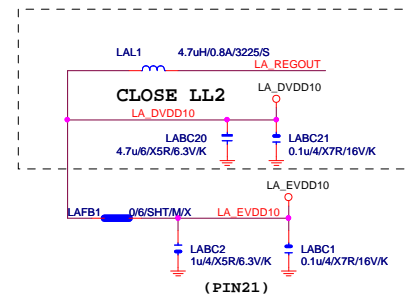 LAL1 4.7uH/0.8A/3225/S
LA_REGOUT
CLOSE LL2
LA_DVDD10
LA_DVDD10
LABC20
4.7u/6/X5R/6.3V/K
LABC21
0.1u/4/X7R/16V/K
LA_EVDD10
LAFB1 0/6/SHT/M/X
LA_EVDD10
LABC2
1u/4/X5R/6.3V/K
LABC1
0.1u/4/X7R/16V/K
(PIN21)